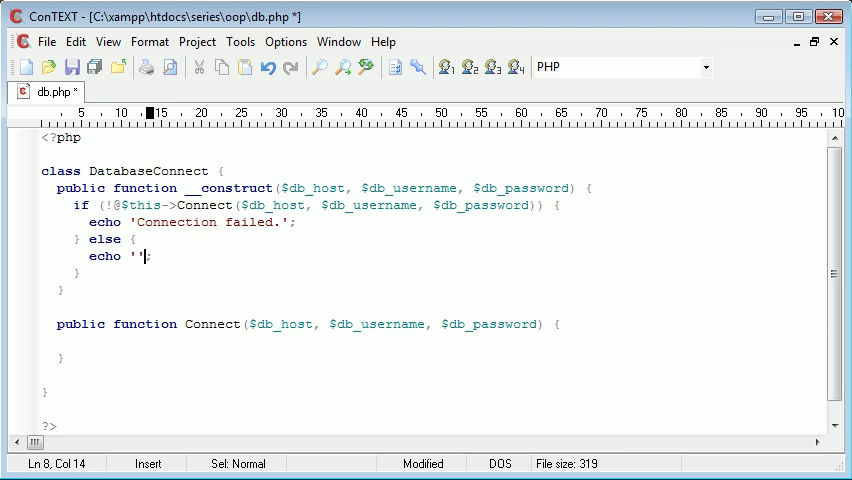 ConTEXT - [C:\xampp\htdocs\series\oop\db.php *]
File Edit View Format Project Tools Options Window Help
1 2 3 4 PHP
db.php *
5 10 15 20 25 30 35 40 45 50 55 60 65 70 75 80 85 90 95 10
<?php
class DatabaseConnect {
public function __construct($db_host, $db_username, $db_password) {
if (!@$this->Connect($db_host, $db_username, $db_password)) {
echo 'Connection failed.';
} else {
echo '';
}
}
public function Connect($db_host, $db_username, $db_password) {
}
}
?>
Ln 8, Col 14 Insert Sel: Normal Modified DOS File size: 319